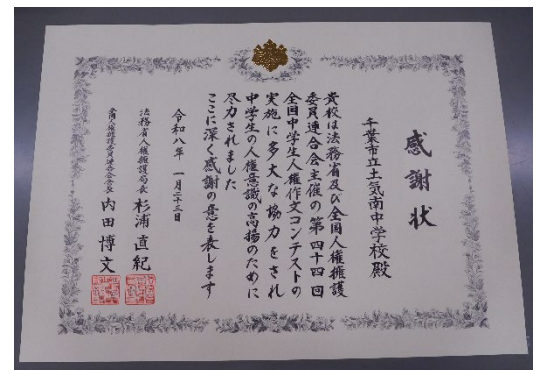 感謝状
千葉市立土気南中学校殿
貴校は法務省及び全国人権擁護
委員連合会主催の第四十四回
全国中学生人権作文コンテストの
実施に多大な協力をされ
中学生の人権意識の高揚のために
尽力されました
ここに深く感謝の意を表します
令和八年 一月二十三日
法務省人権擁護局長 杉浦直紀
全国人権擁護委員連合会会長 内田博文